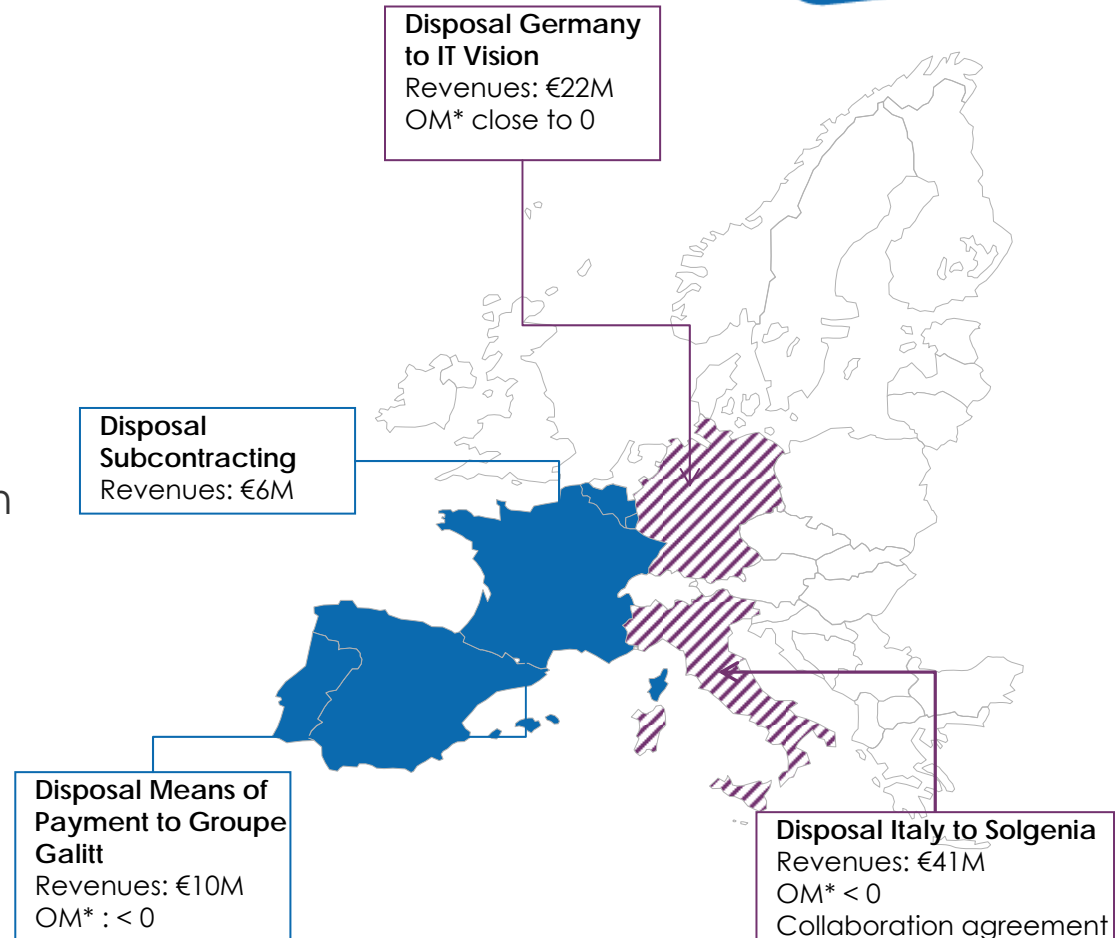 Disposal Germany
to IT Vision
Revenues: €22M
OM* close to 0
Disposal
Subcontracting
Revenues: €6M
n
Disposal Means of
Payment to Groupe
Galitt
Revenues: €10M
OM* : < 0
Disposal Italy to Solgenia
Revenues: €41M
OM* < 0
Collaboration agreement